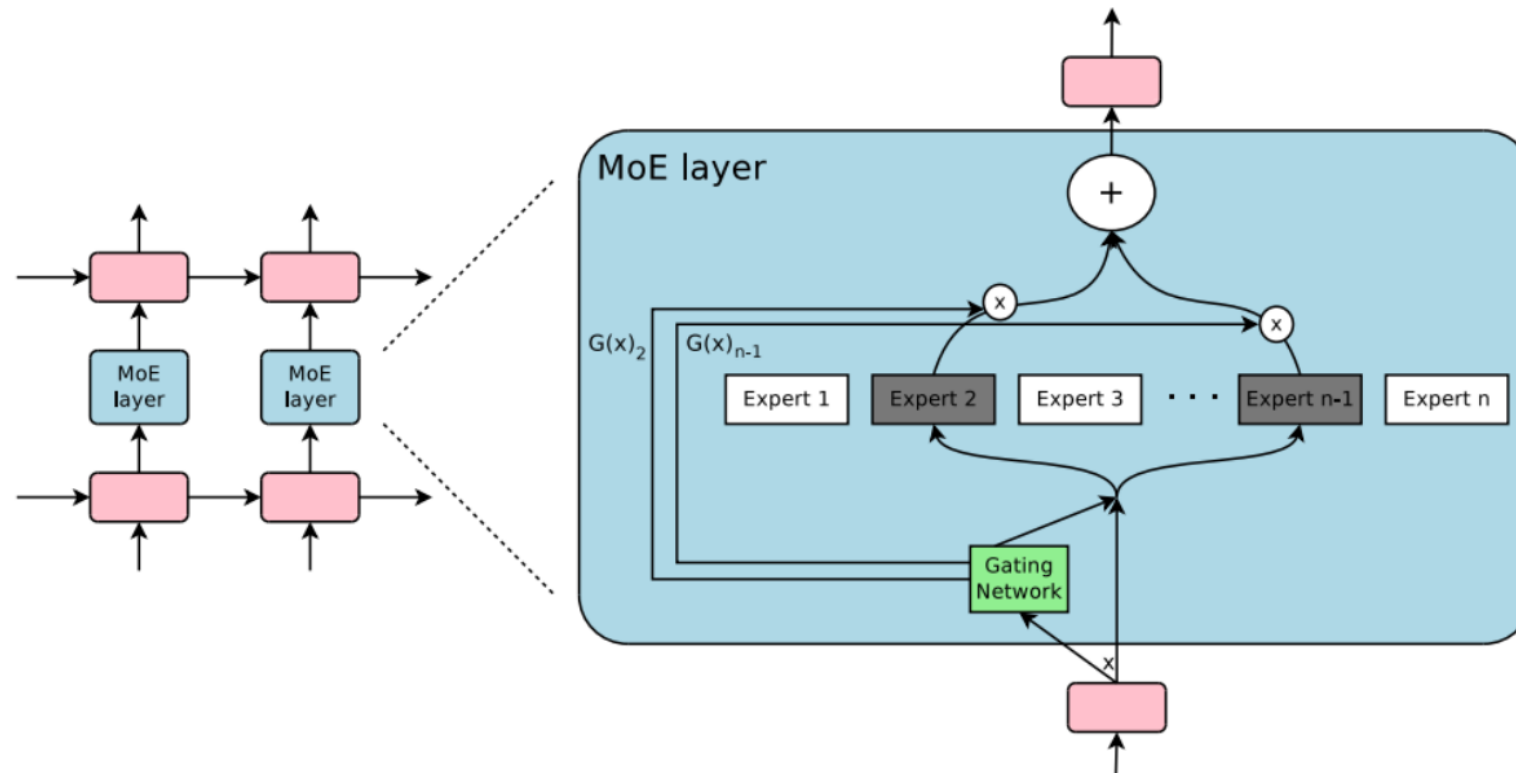 MoE layer
+
x
x
G(x)2
G(x)n-1
MoE
layer
MoE
layer
Expert 1
Expert 2
Expert 3
. . .
Expert n-1
Expert n
Gating
Network
x